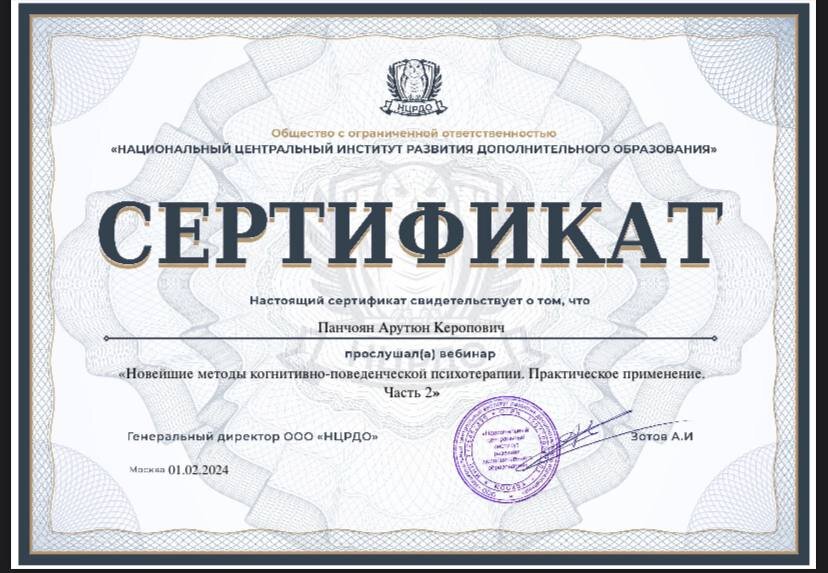 НЦРДО
Общество с ограниченной ответственностью
«НАЦИОНАЛЬНЫЙ ЦЕНТРАЛЬНЫЙ ИНСТИТУТ РАЗВИТИЯ ДОПОЛНИТЕЛЬНОГО ОБРАЗОВАНИЯ»
СЕРТИФИКАТ
Настоящий сертификат свидетельствует о том, что
Панчоян Арутюн Керопович
НЦРДО
прослушал(а) вебинар
«Новейшие методы когнитивно-поведенческой психотерапии. Практическое применение.
Часть 2»
Генеральный директор ООО «НЦРДО»
Зотов А.И
Москва 01.02.2024